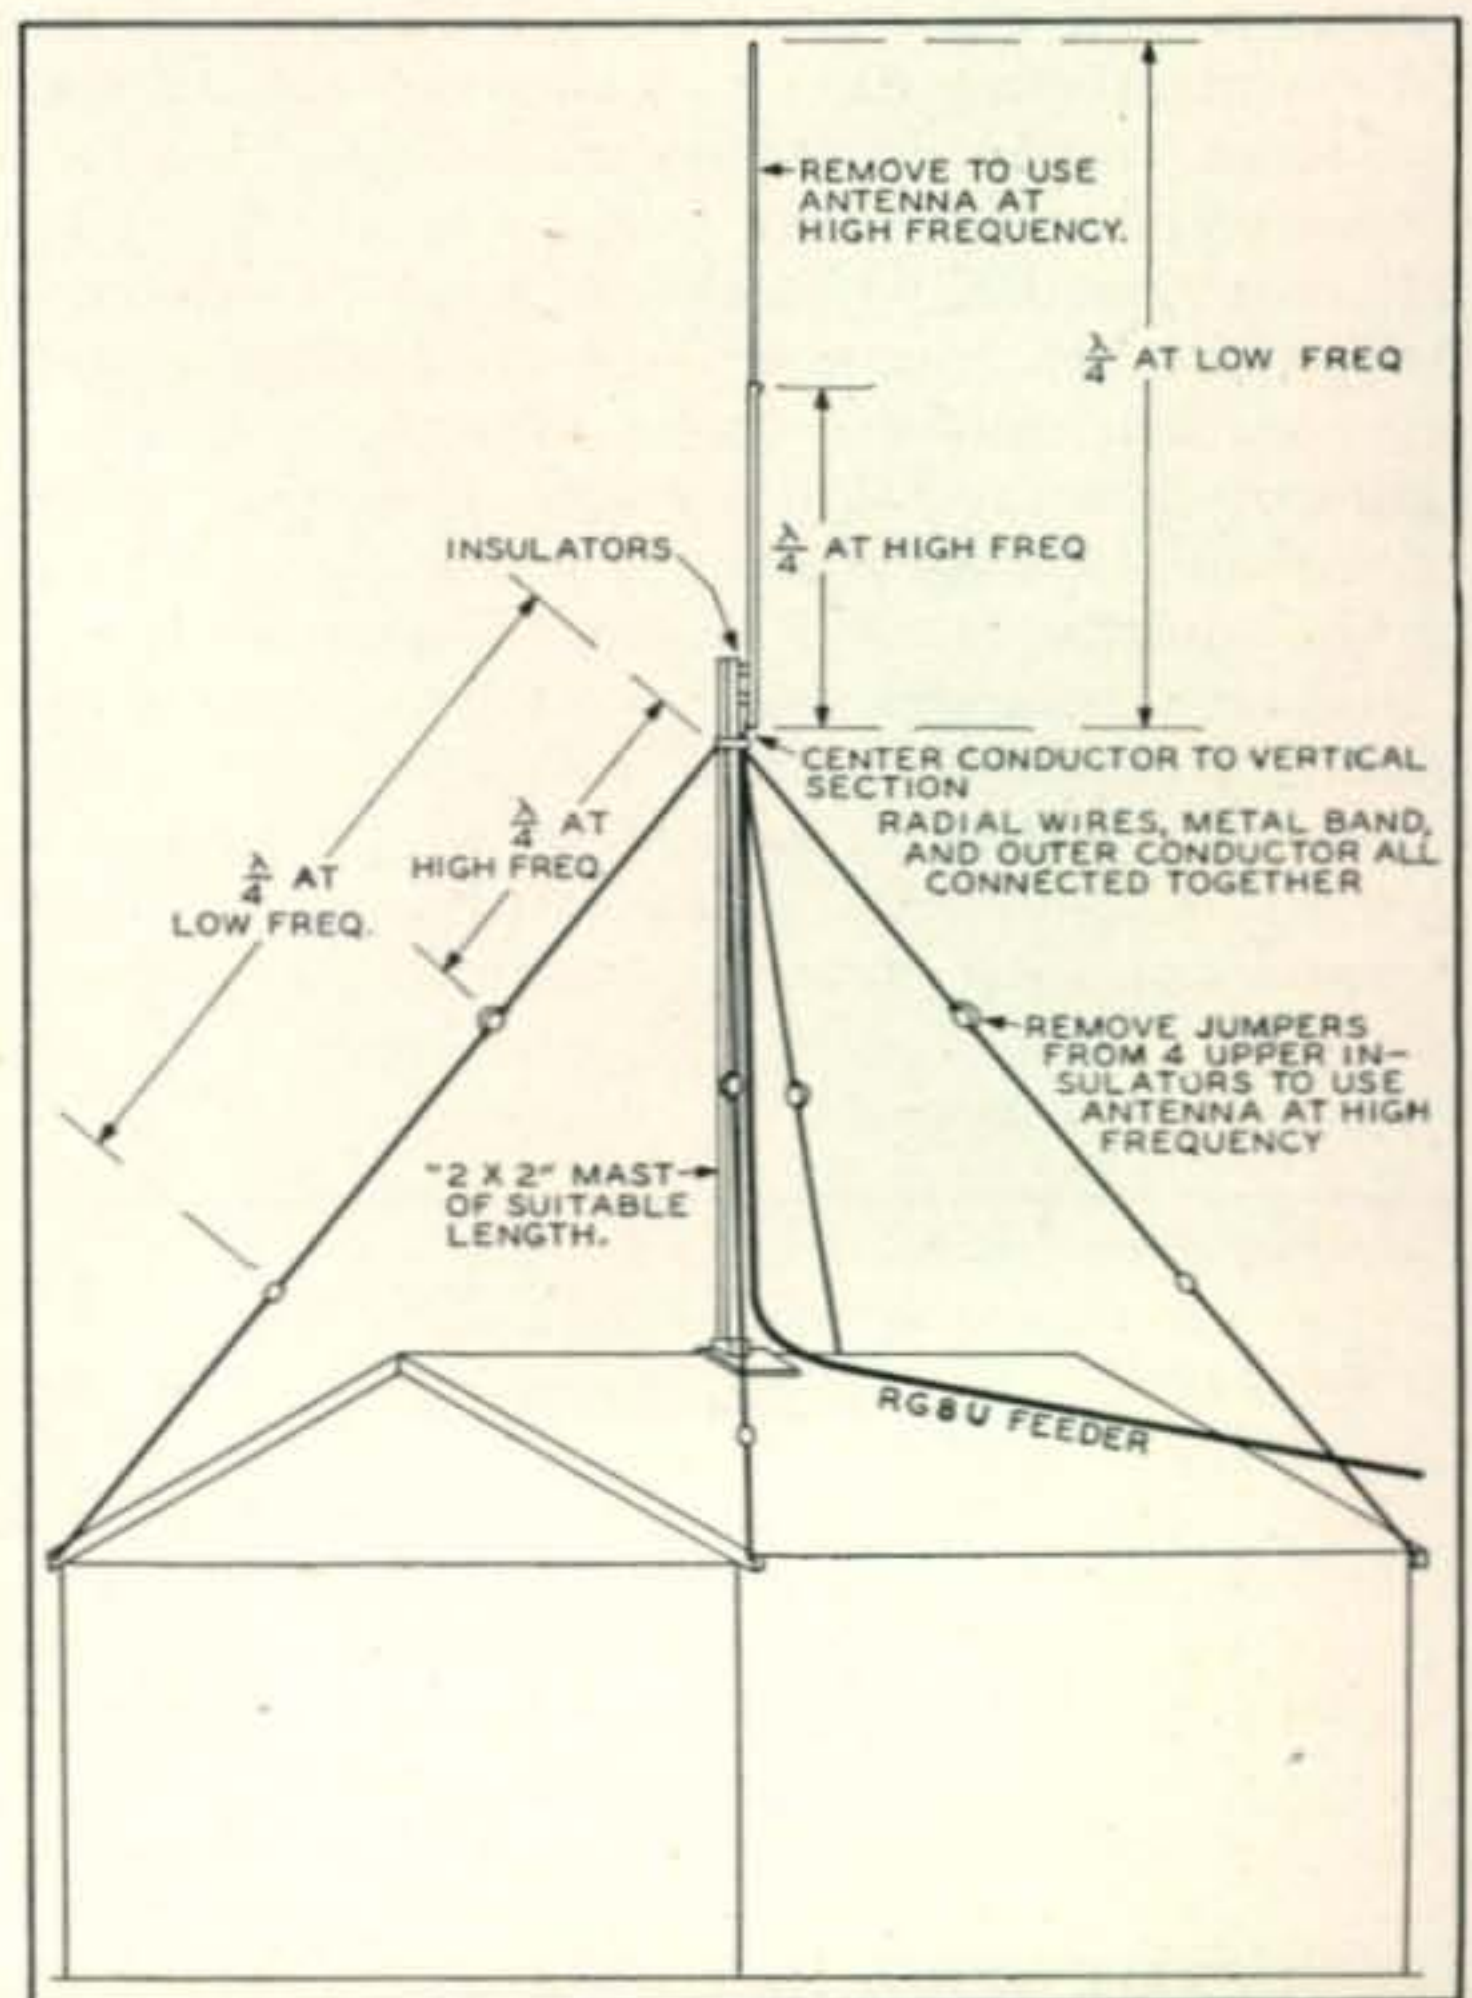 REMOVE TO USE
ANTENNA AT
HIGH FREQUENCY.
λ/4 AT LOW FREQ
λ/4 AT HIGH FREQ
INSULATORS
CENTER CONDUCTOR TO VERTICAL
SECTION
RADIAL WIRES, METAL BAND,
AND OUTER CONDUCTOR ALL
CONNECTED TOGETHER
λ/4 AT
HIGH FREQ
λ/4 AT
LOW FREQ.
REMOVE JUMPERS
FROM 4 UPPER IN-
SULATORS TO USE
ANTENNA AT HIGH
FREQUENCY
"2 X 2" MAST
OF SUITABLE
LENGTH.
RG8U FEEDER